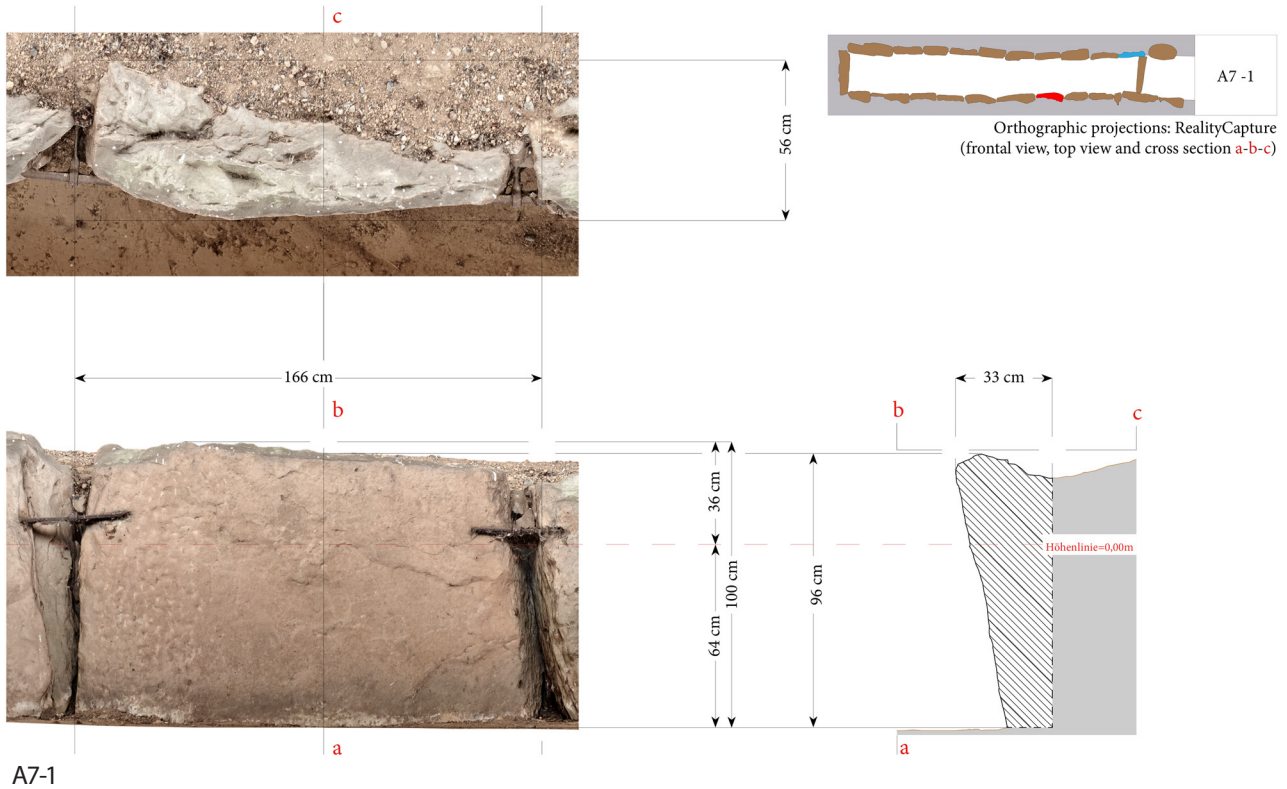 c
56 cm
A7 -1
Orthographic projections: RealityCapture
(frontal view, top view and cross section a-b-c)
166 cm
33 cm
b
b
c
36 cm
100 cm
64 cm
96 cm
Höhenlinie=0,00m
a
a
A7-1